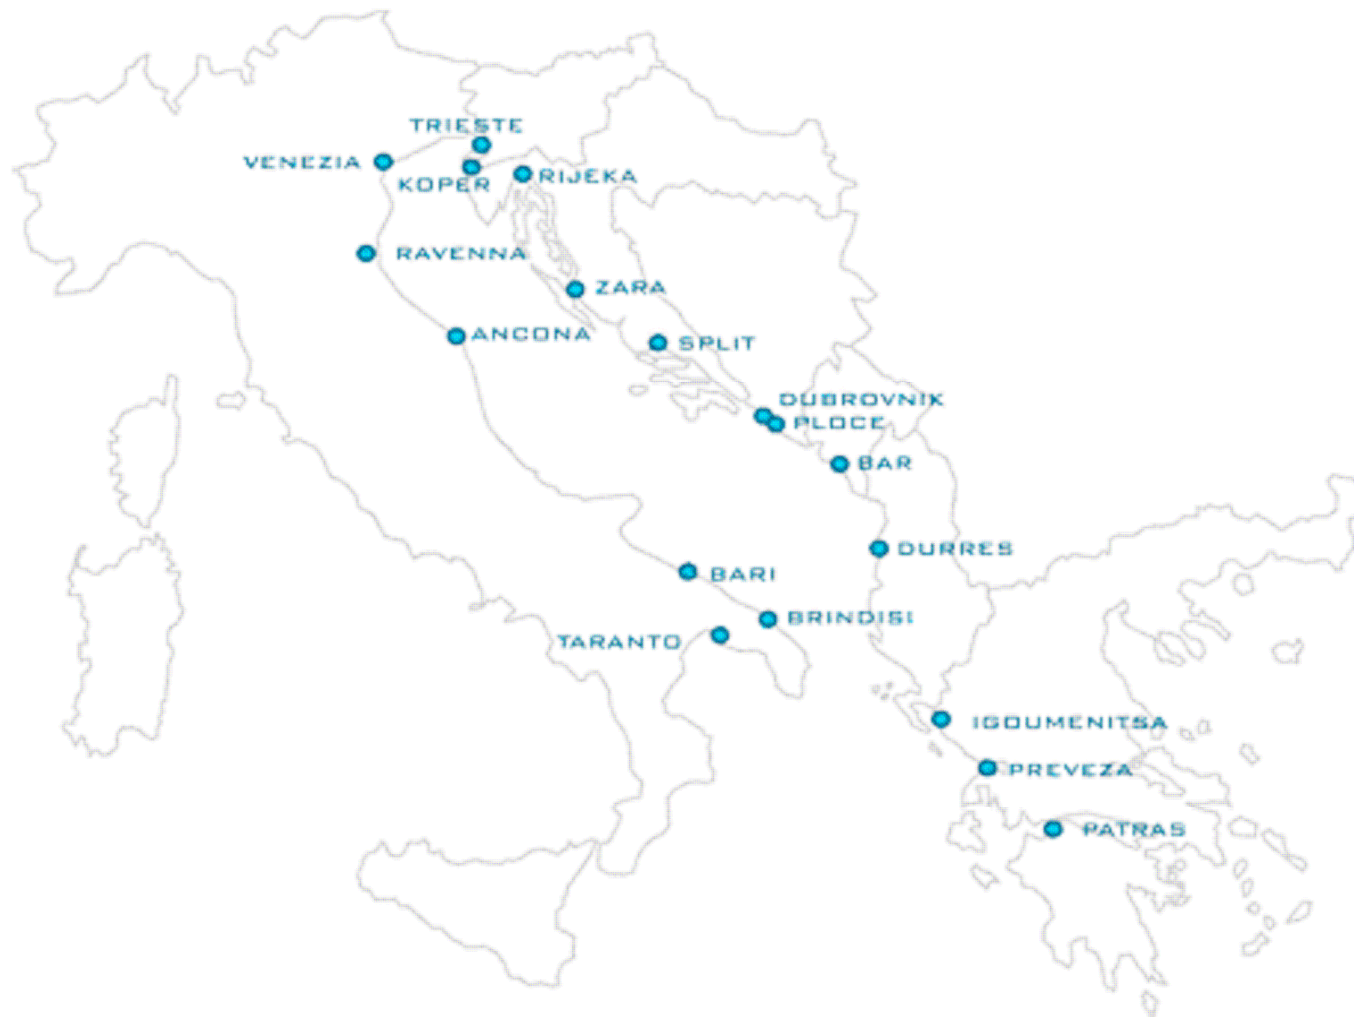 TRIESTE
VENEZIA
KOPER
RIJEKA
RAVENNA
ZARA
ANCONA
SPLIT
DUBROVNIK
PLOCE
BAR
DURRES
BARI
BRINDISI
TARANTO
IGOUMENITSA
PREVEZA
PATRAS